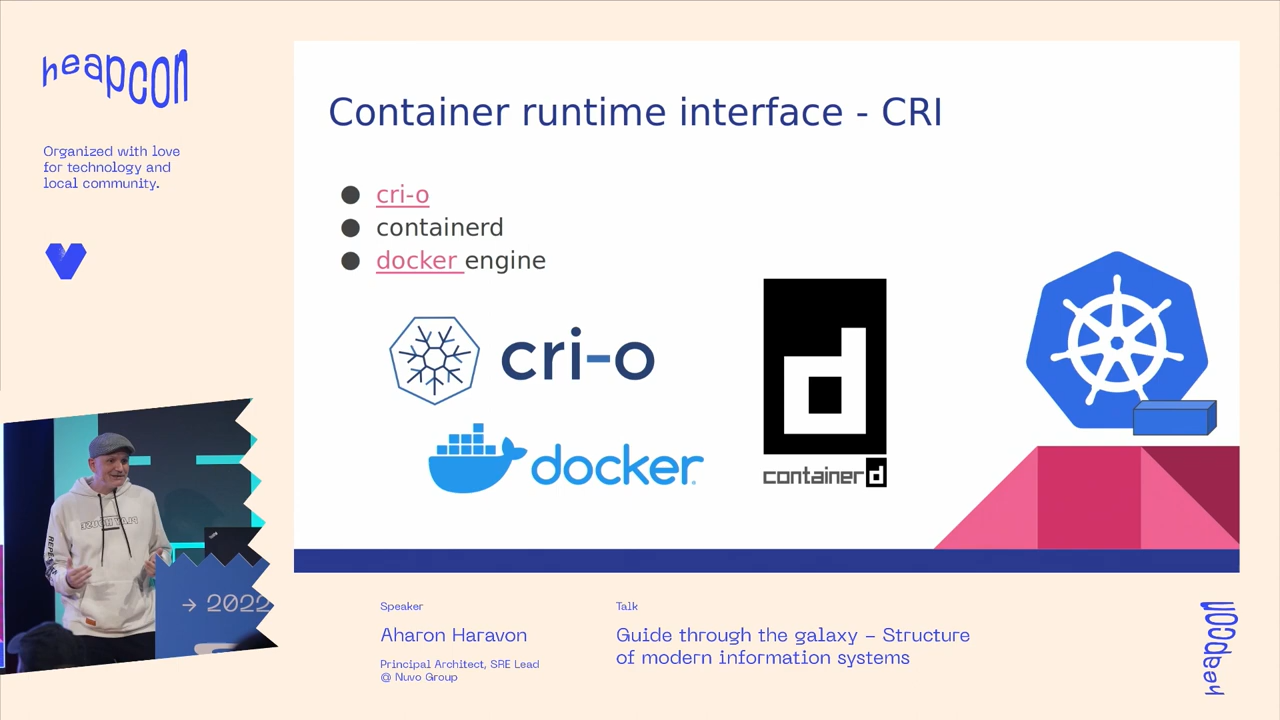 heapcon
Organized with love
for technology and
local community.
Container runtime interface - CRI
cri-o
containerd
docker engine
cri-o
docker
d
container d
→ 2022
Speaker
Aharon Haravon
Principal Architect, SRE Lead
@ Nuvo Group
Talk
Guide through the galaxy – Structure
of modern information systems
heapcon